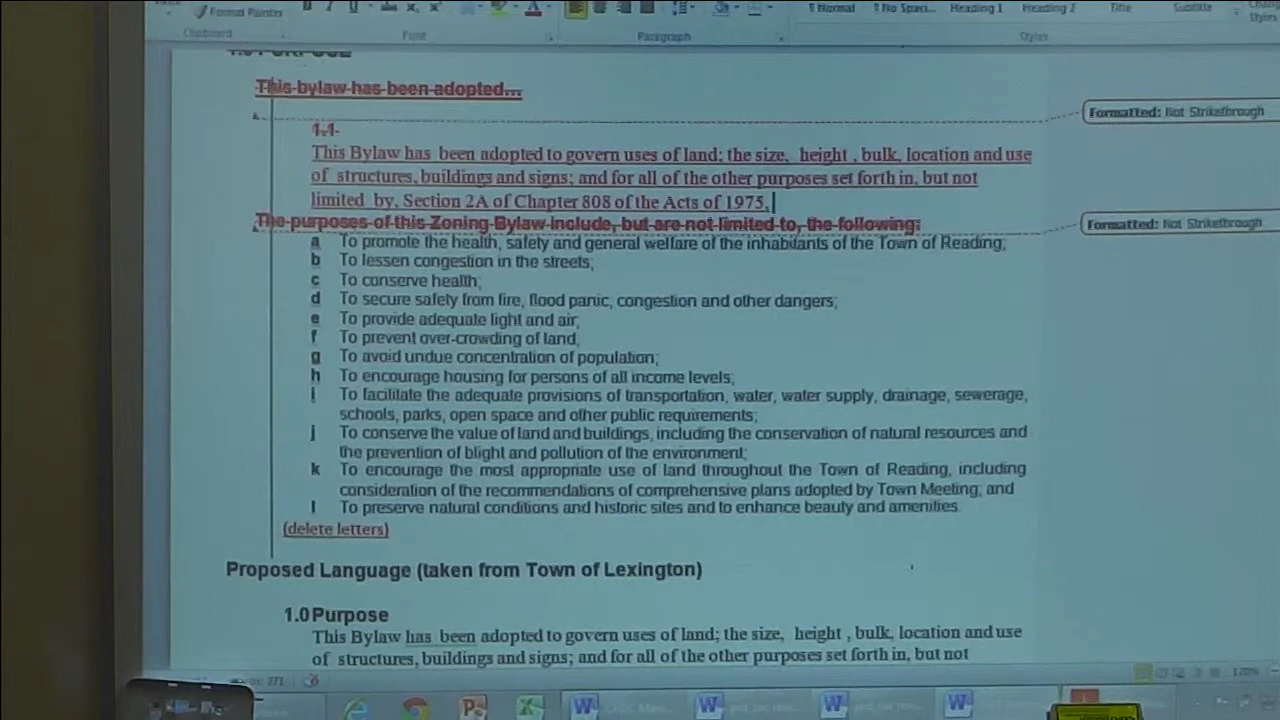 Format Painter
Clipboard
Font
Paragraph
Styles
¶ Normal ¶ No Spaci... Heading 1 Heading 2 Title Subtitle
Styles
1.0 PURPOSE
This bylaw has been adopted...
Formatted: Not Strikethrough
1.1
This Bylaw has been adopted to govern uses of land; the size, height , bulk, location and use
of structures, buildings and signs; and for all of the other purposes set forth in, but not
limited by, Section 2A of Chapter 808 of the Acts of 1975,
The purposes of this Zoning Bylaw include, but are not limited to, the following:
Formatted: Not Strikethrough
a To promote the health, safety and general welfare of the inhabitants of the Town of Reading;
b To lessen congestion in the streets;
c To conserve health;
d To secure safety from fire, flood panic, congestion and other dangers;
e To provide adequate light and air;
f To prevent over-crowding of land;
g To avoid undue concentration of population;
h To encourage housing for persons of all income levels;
i To facilitate the adequate provisions of transportation, water, water supply, drainage, sewerage,
schools, parks, open space and other public requirements;
j To conserve the value of land and buildings, including the conservation of natural resources and
the prevention of blight and pollution of the environment;
k To encourage the most appropriate use of land throughout the Town of Reading, including
consideration of the recommendations of comprehensive plans adopted by Town Meeting; and
l To preserve natural conditions and historic sites and to enhance beauty and amenities.
(delete letters)
Proposed Language (taken from Town of Lexington)
1.0 Purpose
This Bylaw has been adopted to govern uses of land; the size, height , bulk, location and use
of structures, buildings and signs; and for all of the other purposes set forth in, but not
120%